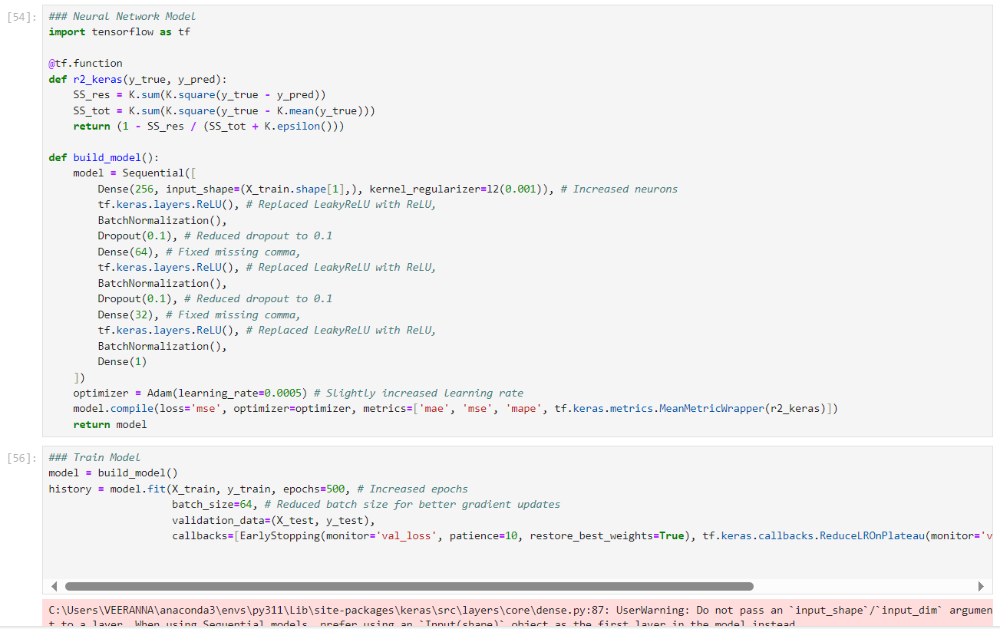 [54]:
### Neural Network Model
import tensorflow as tf
@tf.function
def r2_keras(y_true, y_pred):
    SS_res = K.sum(K.square(y_true - y_pred))
    SS_tot = K.sum(K.square(y_true - K.mean(y_true)))
    return (1 - SS_res / (SS_tot + K.epsilon()))
def build_model():
    model = Sequential([
        Dense(256, input_shape=(X_train.shape[1],), kernel_regularizer=l2(0.001)), # Increased neurons
        tf.keras.layers.ReLU(), # Replaced LeakyReLU with ReLU,
        BatchNormalization(),
        Dropout(0.1), # Reduced dropout to 0.1
        Dense(64), # Fixed missing comma,
        tf.keras.layers.ReLU(), # Replaced LeakyReLU with ReLU,
        BatchNormalization(),
        Dropout(0.1), # Reduced dropout to 0.1
        Dense(32), # Fixed missing comma,
        tf.keras.layers.ReLU(), # Replaced LeakyReLU with ReLU,
        BatchNormalization(),
        Dense(1)
    ])
    optimizer = Adam(learning_rate=0.0005) # Slightly increased learning rate
    model.compile(loss='mse', optimizer=optimizer, metrics=['mae', 'mse', 'mape', tf.keras.metrics.MeanMetricWrapper(r2_keras)])
    return model
[56]:
### Train Model
model = build_model()
history = model.fit(X_train, y_train, epochs=500, # Increased epochs
                    batch_size=64, # Reduced batch size for better gradient updates
                    validation_data=(X_test, y_test),
                    callbacks=[EarlyStopping(monitor='val_loss', patience=10, restore_best_weights=True), tf.keras.callbacks.ReduceLROnPlateau(monitor='v
C:\Users\VEERANNA\anaconda3\envs\py311\Lib\site-packages\keras\src\layers\core\dense.py:87: UserWarning: Do not pass an `input_shape`/`input_dim` argumen
t to a layer. When using Sequential models, prefer using an `Input(shape)` object as the first layer in the model instead.